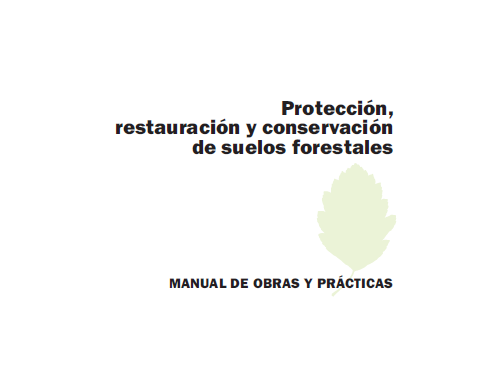 Protección,
restauración y conservación
de suelos forestales
MANUAL DE OBRAS Y PRÁCTICAS